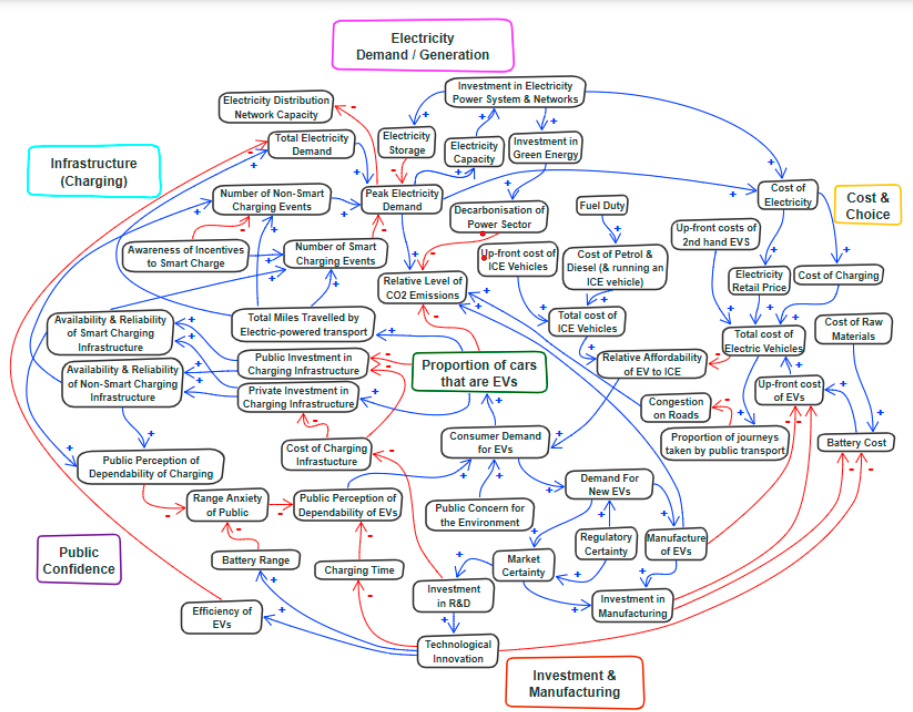 Electricity
Demand / Generation
Investment in Electricity
Power System & Networks
Electricity Distribution
Network Capacity
Total Electricity
Demand
Electricity
Storage
Electricity
Capacity
Investment in
Green Energy
Infrastructure
(Charging)
Number of Non-Smart
Charging Events
Peak Electricity
Demand
Decarbonisation of
Power Sector
Fuel Duty
Cost of
Electricity
Cost &
Choice
Up-front costs of
2nd hand EVS
Awareness of Incentives
to Smart Charge
Number of Smart
Charging Events
Up-front cost of
ICE Vehicles
Cost of Petrol &
Diesel (& running an
ICE vehicle)
Electricity
Retail Price
Cost of Charging
Relative Level of
CO2 Emissions
Availability & Reliability
of Smart Charging
Infrastructure
Total Miles Travelled by
Electric-powered transport
Total cost of
ICE Vehicles
Total cost of
Electric Vehicles
Cost of Raw
Materials
Public Investment in
Charging Infrastructure
Proportion of cars
that are EVs
Relative Affordability
of EV to ICE
Availability & Reliability
of Non-Smart Charging
Infrastructure
Private Investment in
Charging Infrastructure
Up-front cost
of EVs
Congestion
on Roads
Cost of Charging
Infrastucture
Consumer Demand
for EVs
Proportion of journeys
taken by public transport
Battery Cost
Public Perception of
Dependability of Charging
Range Anxiety
of Public
Public Perception of
Dependability of EVs
Public Concern for
the Environment
Demand For
New EVs
Regulatory
Certainty
Manufacture
of EVs
Public
Confidence
Battery Range
Charging Time
Market
Certainty
Investment
in R&D
Investment in
Manufacturing
Efficiency of
EVs
Technological
Innovation
Investment &
Manufacturing